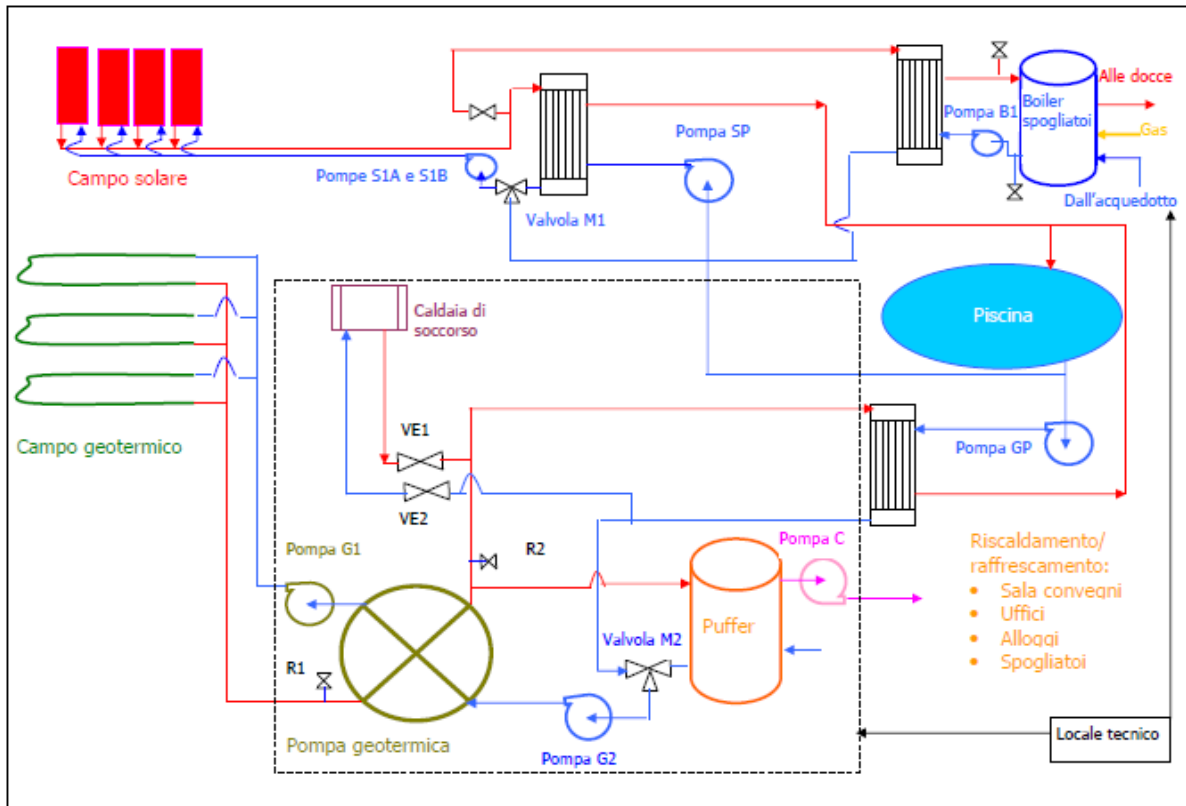 Campo solare
Pompe S1A e S1B
Valvola M1
Pompa SP
Pompa B1
Boiler
spogliatoi
Alle docce
Gas
Dall'acquedotto
Piscina
Campo geotermico
Caldaia di
soccorso
VE1
VE2
Pompa GP
Pompa G1
R2
Pompa C
Puffer
Valvola M2
R1
Pompa geotermica
Pompa G2
Riscaldamento/
raffrescamento:
• Sala convegni
• Uffici
• Alloggi
• Spogliatoi
Locale tecnico